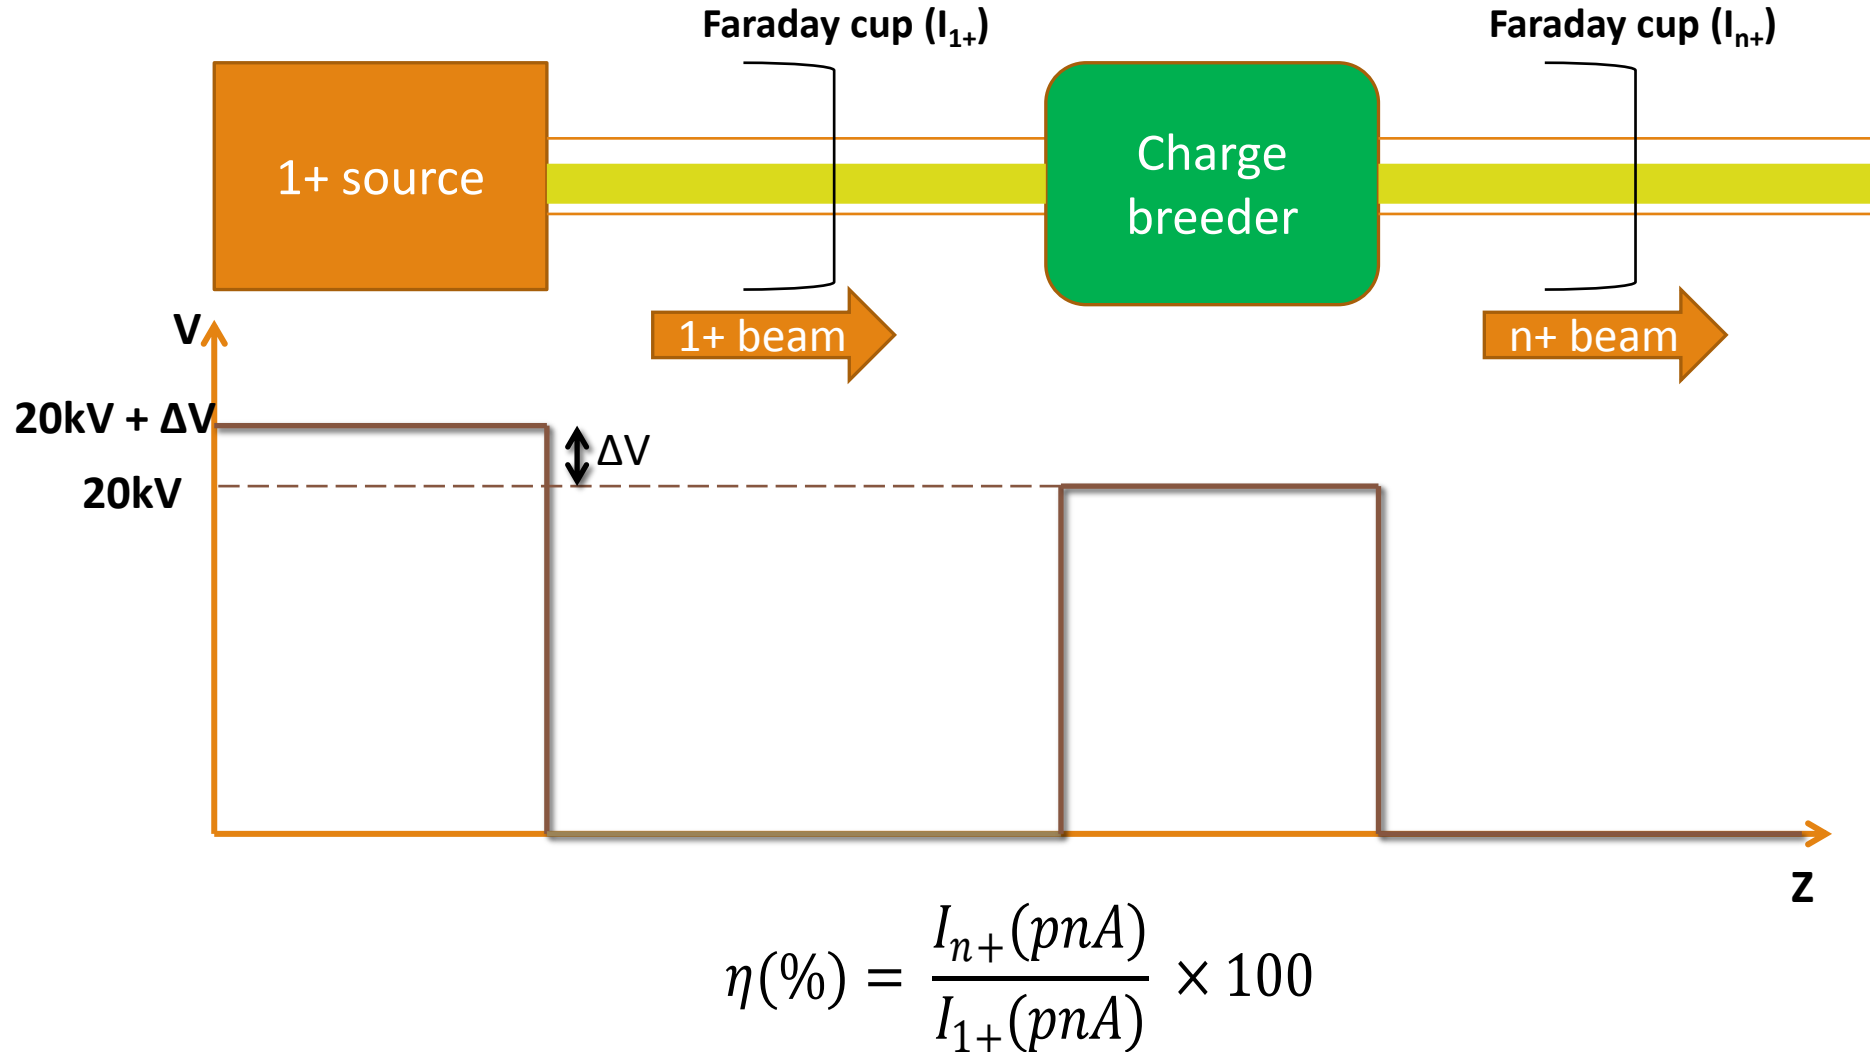 Faraday cup (I1+)
Faraday cup (In+)
1+ source
Charge
breeder
1+ beam
n+ beam
V
20kV + ΔV
ΔV
20kV
z
η(%) = In+(pnA) / I1+(pnA) × 100